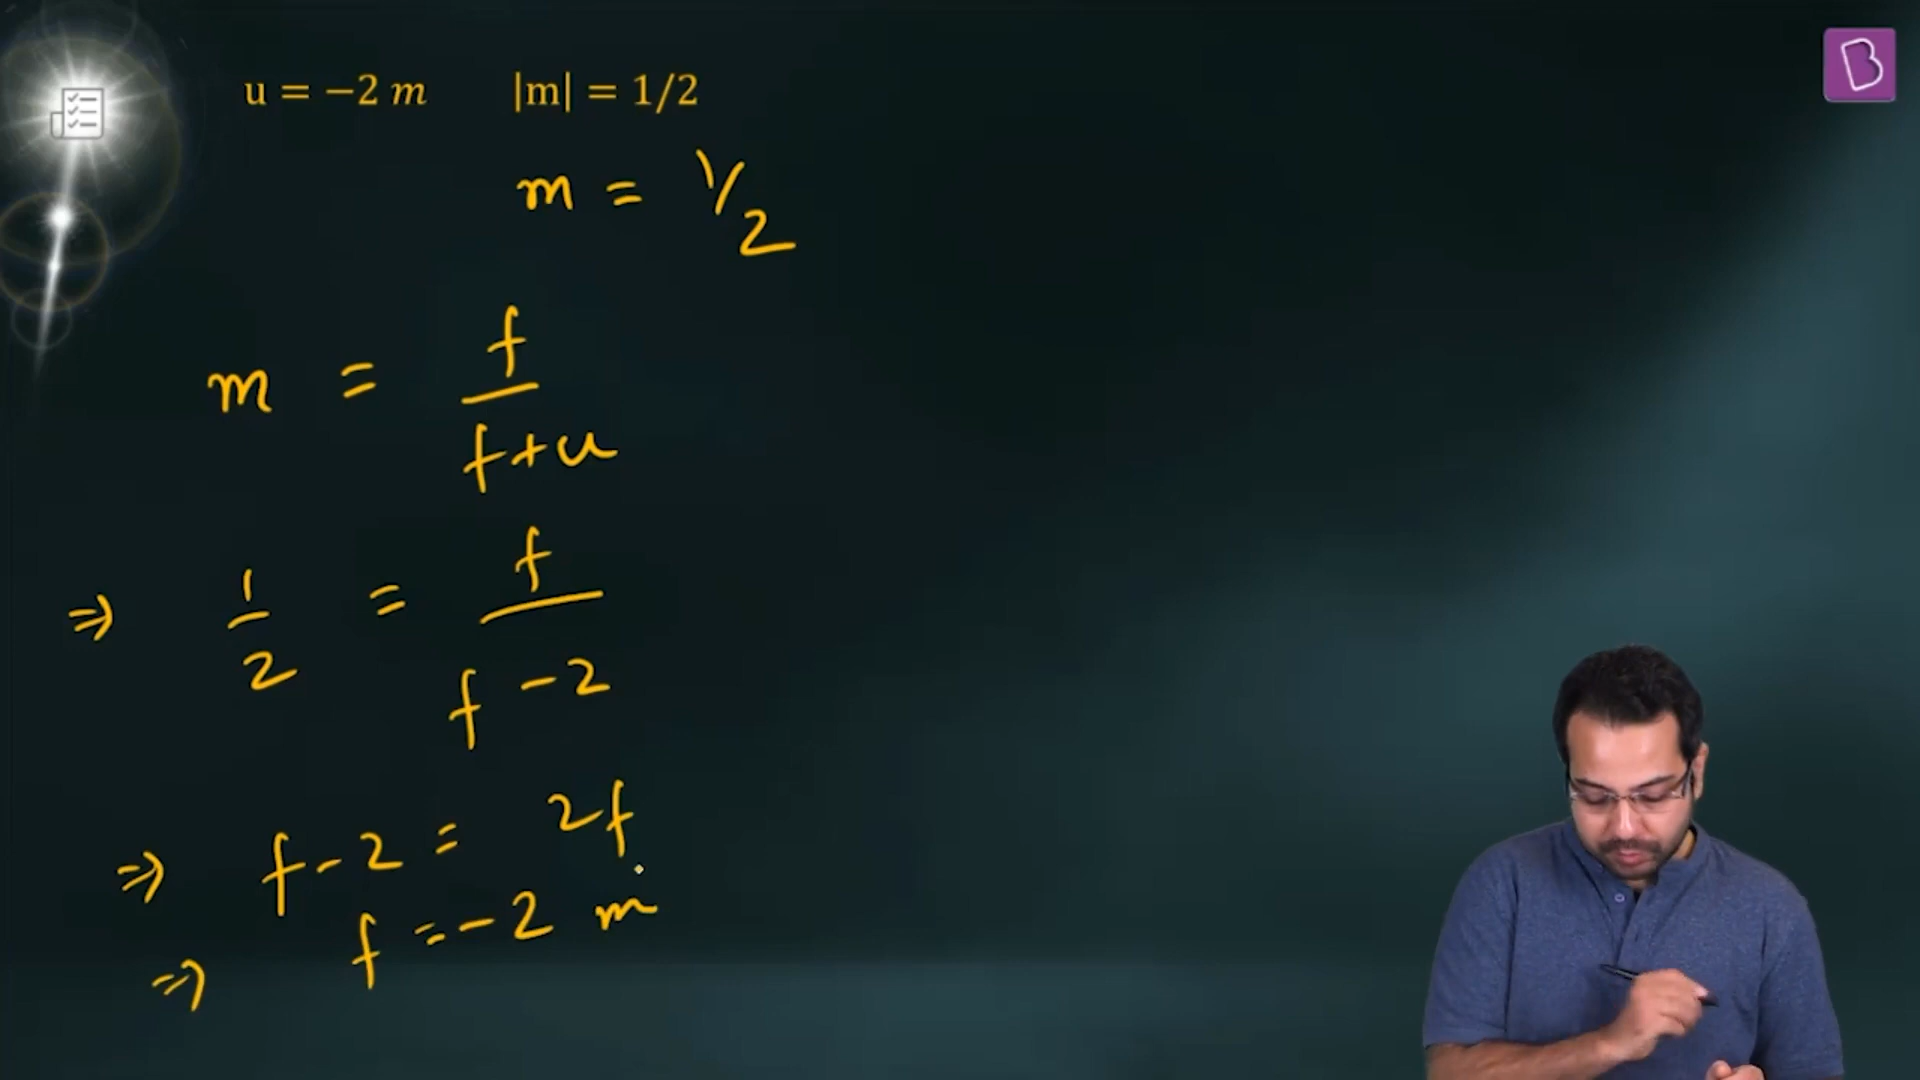 u = −2 m |m| = 1/2
m = 1/2
m = f/f+u
⇒ 1/2 = f/f-2
⇒ f-2 = 2f
⇒ f = -2 m